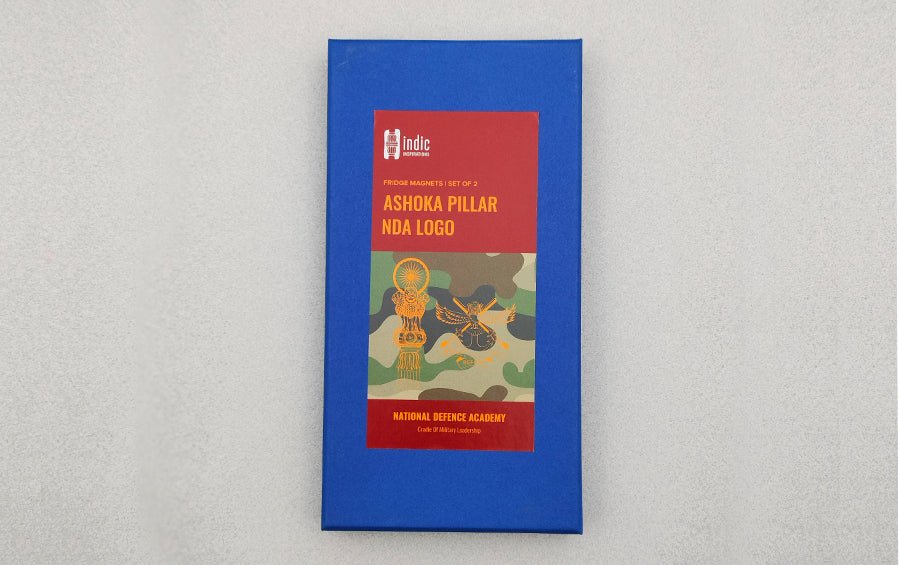 indic
INSPIRATIONS
FRIDGE MAGNETS | SET OF 2
ASHOKA PILLAR
NDA LOGO
NATIONAL DEFENCE ACADEMY
Cradle Of Military Leadership